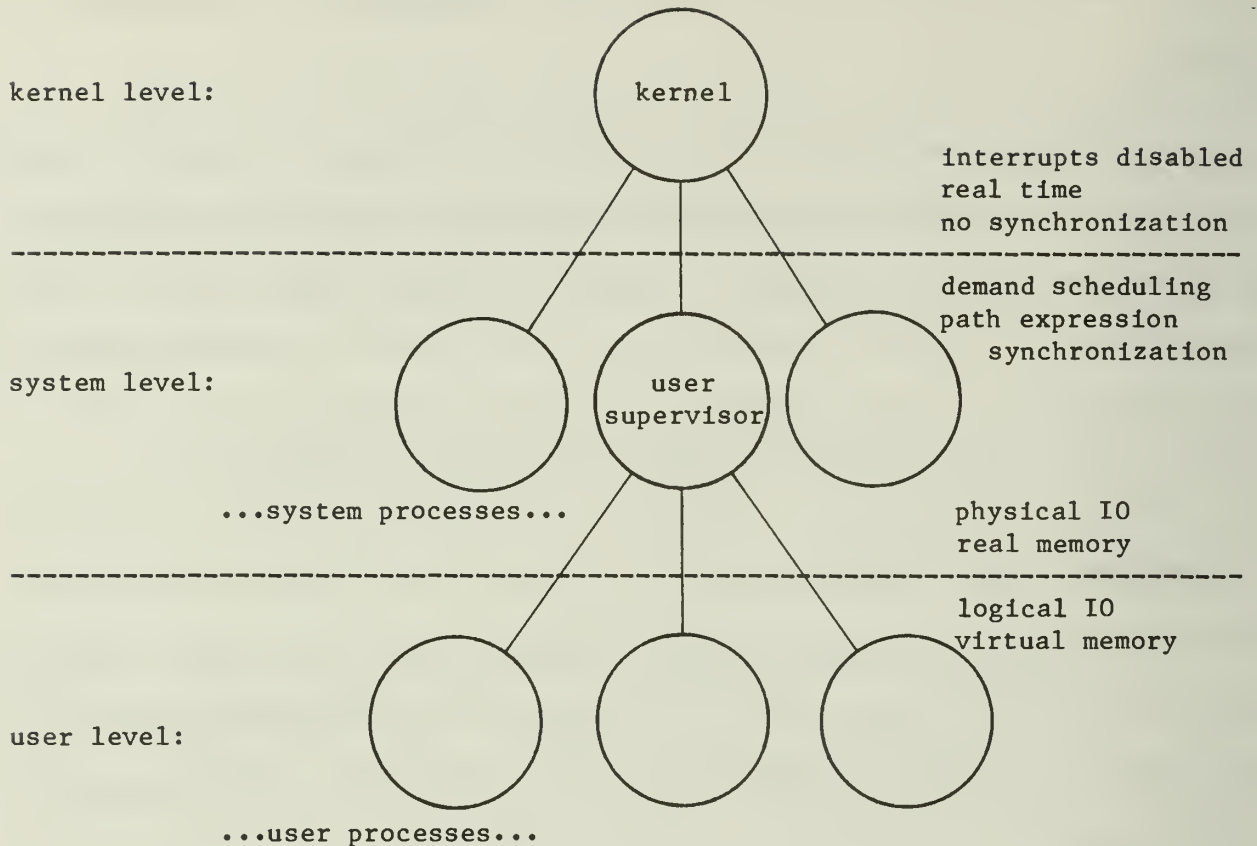 kernel level:
kernel
interrupts disabled
real time
no synchronization
demand scheduling
path expression
synchronization
system level:
user
supervisor
...system processes...
physical IO
real memory
logical IO
virtual memory
user level:
...user processes...